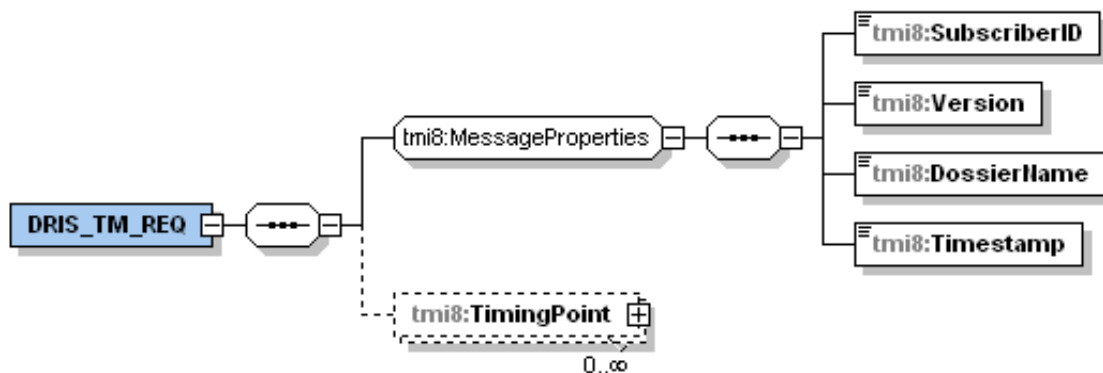 tmi8:SubscriberID
tmi8:Version
tmi8:MessageProperties
tmi8:DossierName
DRIS_TM_REQ
tmi8:Timestamp
tmi8:TimingPoint
0..∞